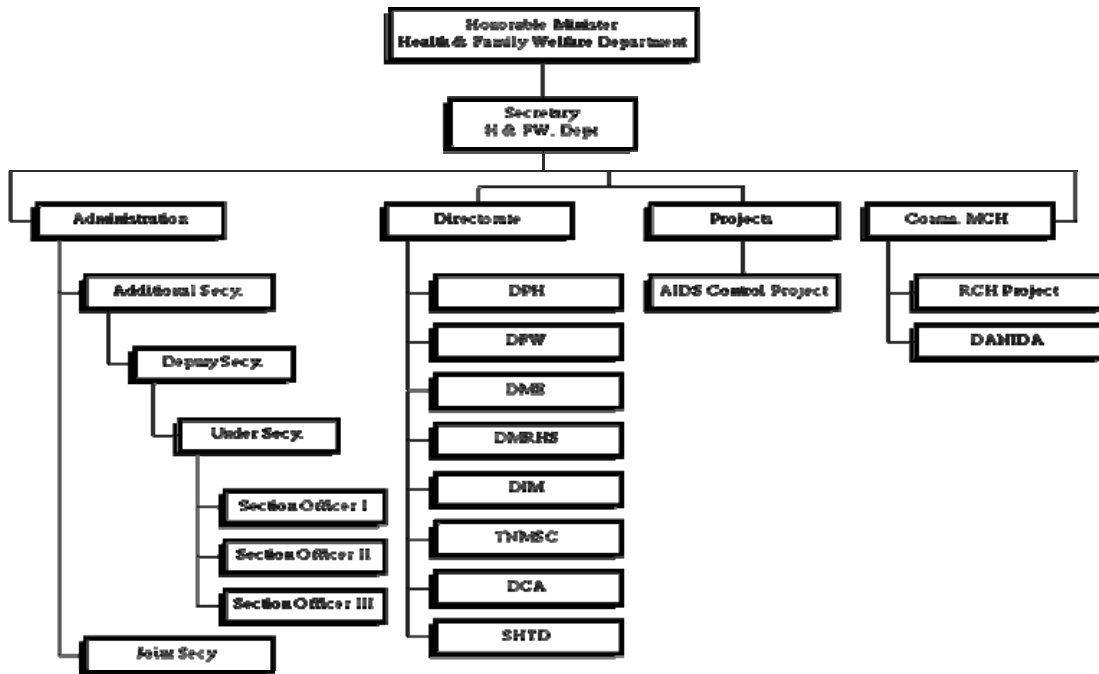 Honorable Minister
Health & Family Welfare Department
Secretary
H & FW. Dept
Administration
Directorate
Projects
Comm. MCH
Additional Secy.
Deputy Secy.
Under Secy.
Section Officer I
Section Officer II
Section Officer III
Joint Secy
DPH
DFW
DME
DMRHS
DIM
TNMSC
DCA
SHTD
AIDS Control Project
RCH Project
DANIDA